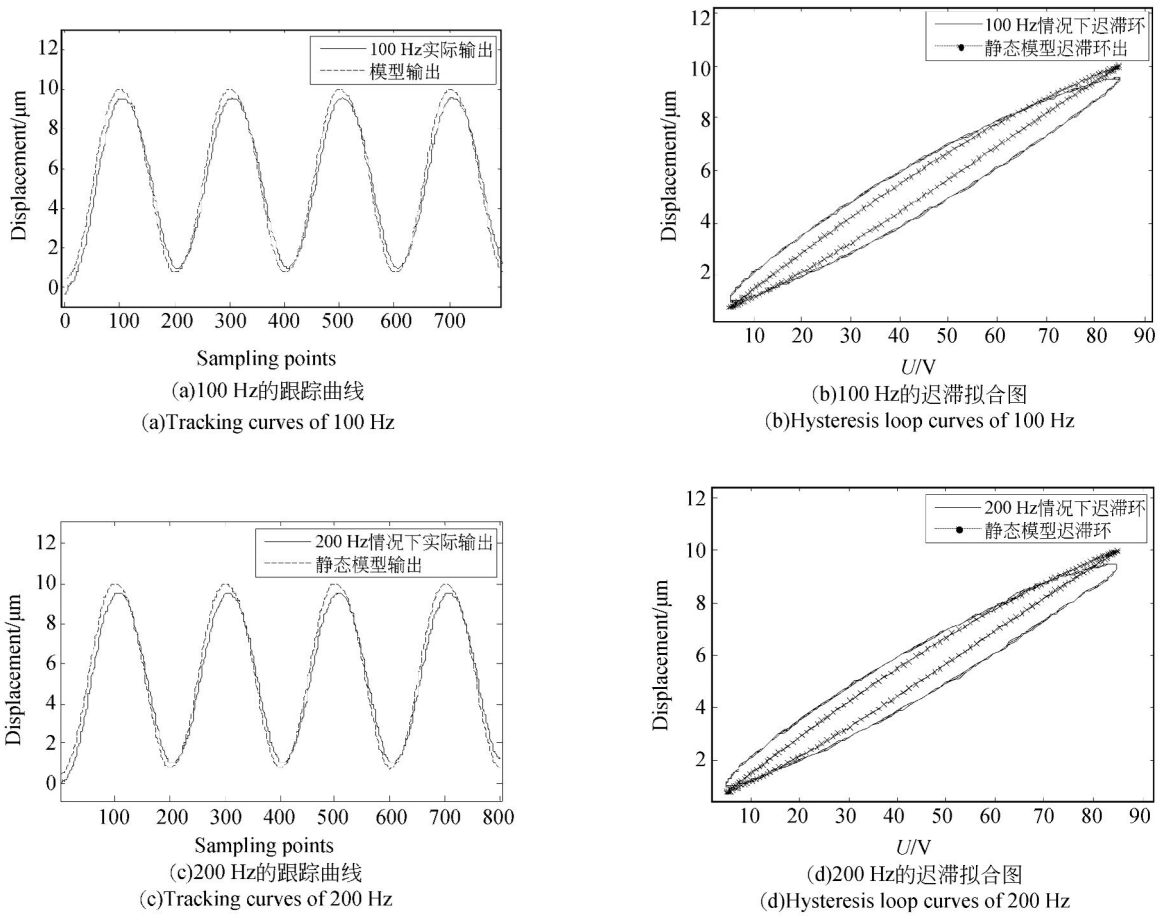 12
10
8
6
4
2
0
100 Hz实际输出
模型输出
Displacement/μm
0 100 200 300 400 500 600 700
Sampling points
(a)100 Hz的跟踪曲线
(a)Tracking curves of 100 Hz
12
10
8
6
4
2
100 Hz情况下迟滞环
静态模型迟滞环出
Displacement/μm
10 20 30 40 50 60 70 80 90
U/V
(b)100 Hz的迟滞拟合图
(b)Hysteresis loop curves of 100 Hz
12
10
8
6
4
2
0
200 Hz情况下实际输出
静态模型输出
Displacement/μm
100 200 300 400 500 600 700 800
Sampling points
(c)200 Hz的跟踪曲线
(c)Tracking curves of 200 Hz
12
10
8
6
4
2
200 Hz情况下迟滞环
静态模型迟滞环
Displacement/μm
10 20 30 40 50 60 70 80 90
U/V
(d)200 Hz的迟滞拟合图
(d)Hysteresis loop curves of 200 Hz